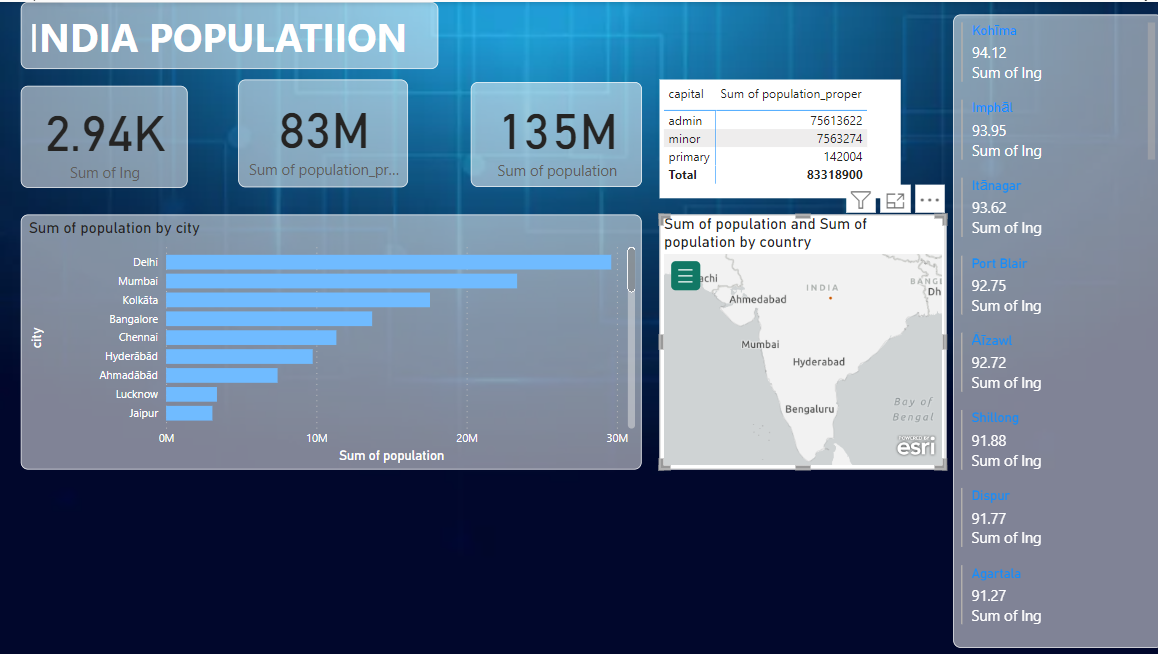 INDIA POPULATIION
2.94K
Sum of lng
83M
Sum of population_pr...
135M
Sum of population
capital Sum of population_proper
admin 75613622
minor 7563274
primary 142004
Total 83318900
Sum of population by city
city
Delhi
Mumbai
Kolkāta
Bangalore
Chennai
Hyderābād
Ahmadābād
Lucknow
Jaipur
0M 10M 20M 30M
Sum of population
Sum of population and Sum of
population by country
achi
INDIA
BANGL
Dh
Ahmedabad
Mumbai
Hyderabad
Bengaluru
Bay of
Bengal
POWERED BY
esri
Kohīma
94.12
Sum of lng
Imphāl
93.95
Sum of lng
Itānagar
93.62
Sum of lng
Port Blair
92.75
Sum of lng
Āīzawl
92.72
Sum of lng
Shillong
91.88
Sum of lng
Dispur
91.77
Sum of lng
Agartala
91.27
Sum of lng